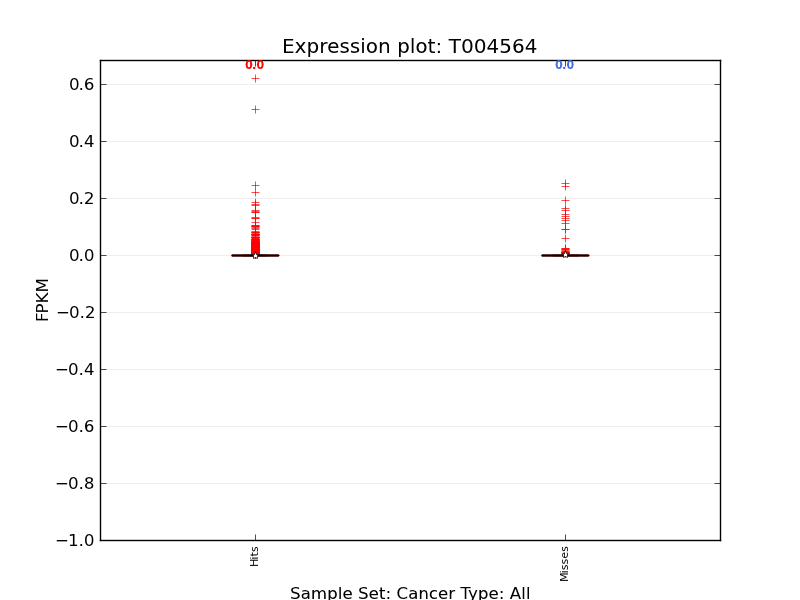 Expression plot: T004564
0.0 0.0
0.6
0.4
0.2
0.0
−0.2
−0.4
−0.6
−0.8
−1.0
FPKM
Hits Misses
Sample Set: Cancer Type: All